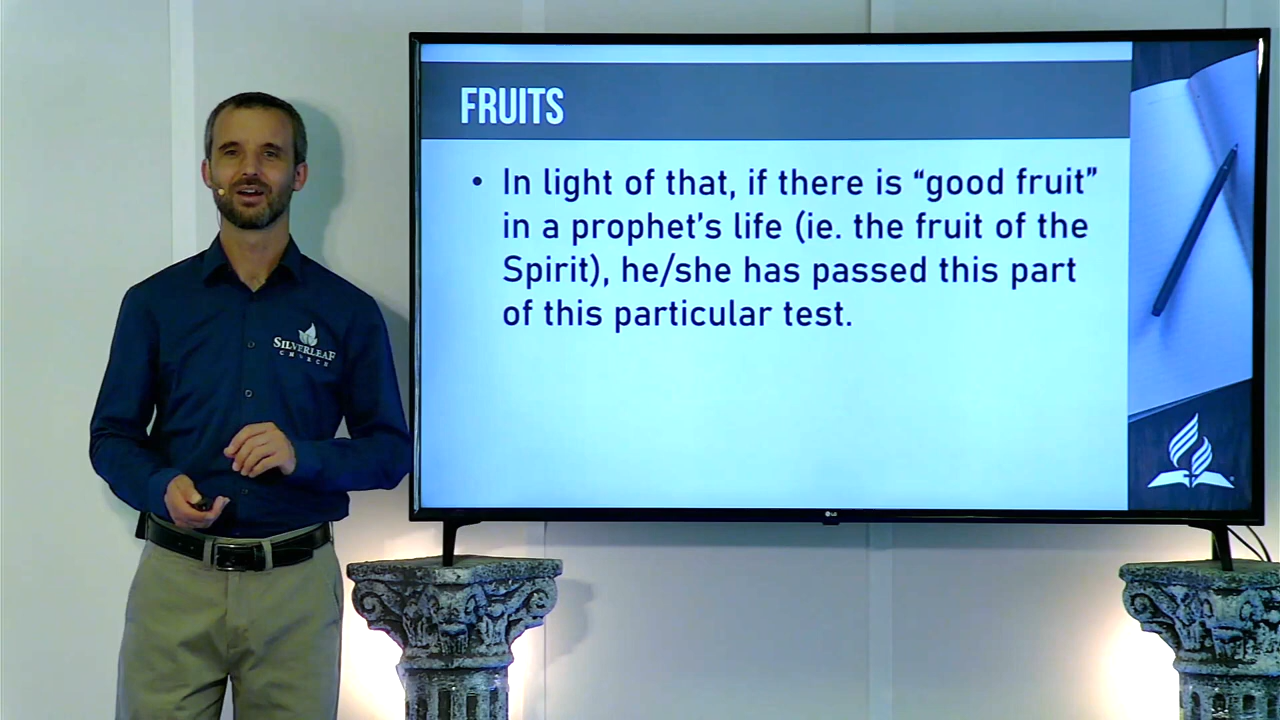 FRUITS
• In light of that, if there is “good fruit”
in a prophet’s life (ie. the fruit of the
Spirit), he/she has passed this part
of this particular test.
SILVERLEAF
CHURCH
LG